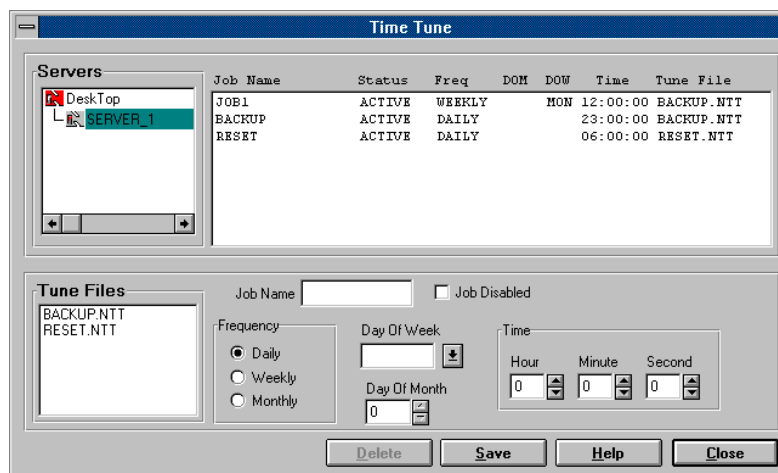 Time Tune
Servers
DeskTop
SERVER_1
Job Name Status Freq DOM DOW Time Tune File
JOB1 ACTIVE WEEKLY MON 12:00:00 BACKUP.NTT
BACKUP ACTIVE DAILY 23:00:00 BACKUP.NTT
RESET ACTIVE DAILY 06:00:00 RESET.NTT
Tune Files
BACKUP.NTT
RESET.NTT
Job Name
Job Disabled
Frequency
Daily
Weekly
Monthly
Day Of Week
Day Of Month
0
Time
Hour Minute Second
0 0 0
Delete Save Help Close